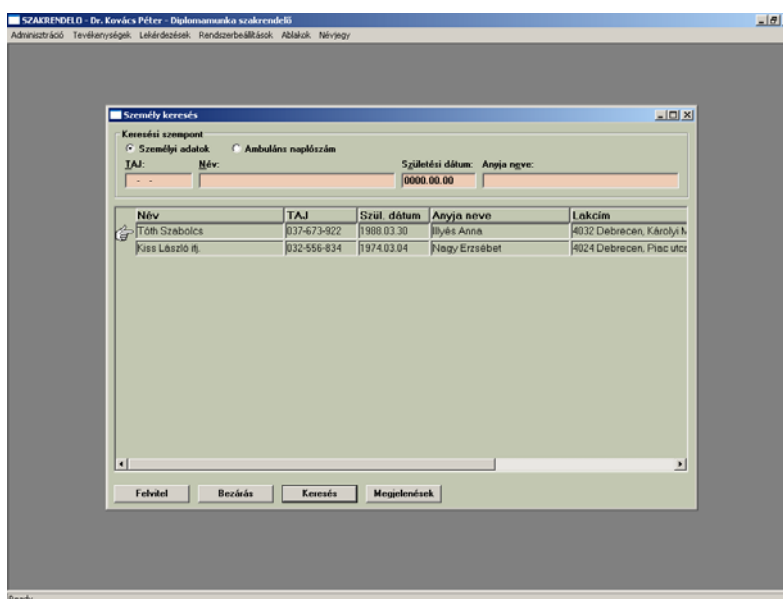 SZAKRENDELO - Dr. Kovács Péter - Diplomamunka szakrendelő
Adminisztráció Tevékenységek Lekérdezések Rendszerbeállítások Ablakok Névjegy
Személy keresés
Keresési szempont
Személyi adatok Ambuláns naplószám
TAJ: Név: Születési dátum: Anyja neve:
- - 0000.00.00
Név TAJ Szül. dátum Anyja neve Lakcím
Tóth Szabolcs 037-673-922 1988.03.30 Illyés Anna 4032 Debrecen, Károlyi M
Kiss László ifj. 032-556-834 1974.03.04 Nagy Erzsébet 4024 Debrecen, Piac utca
Felvitel Bezárás Keresés Megjelenések
Ready